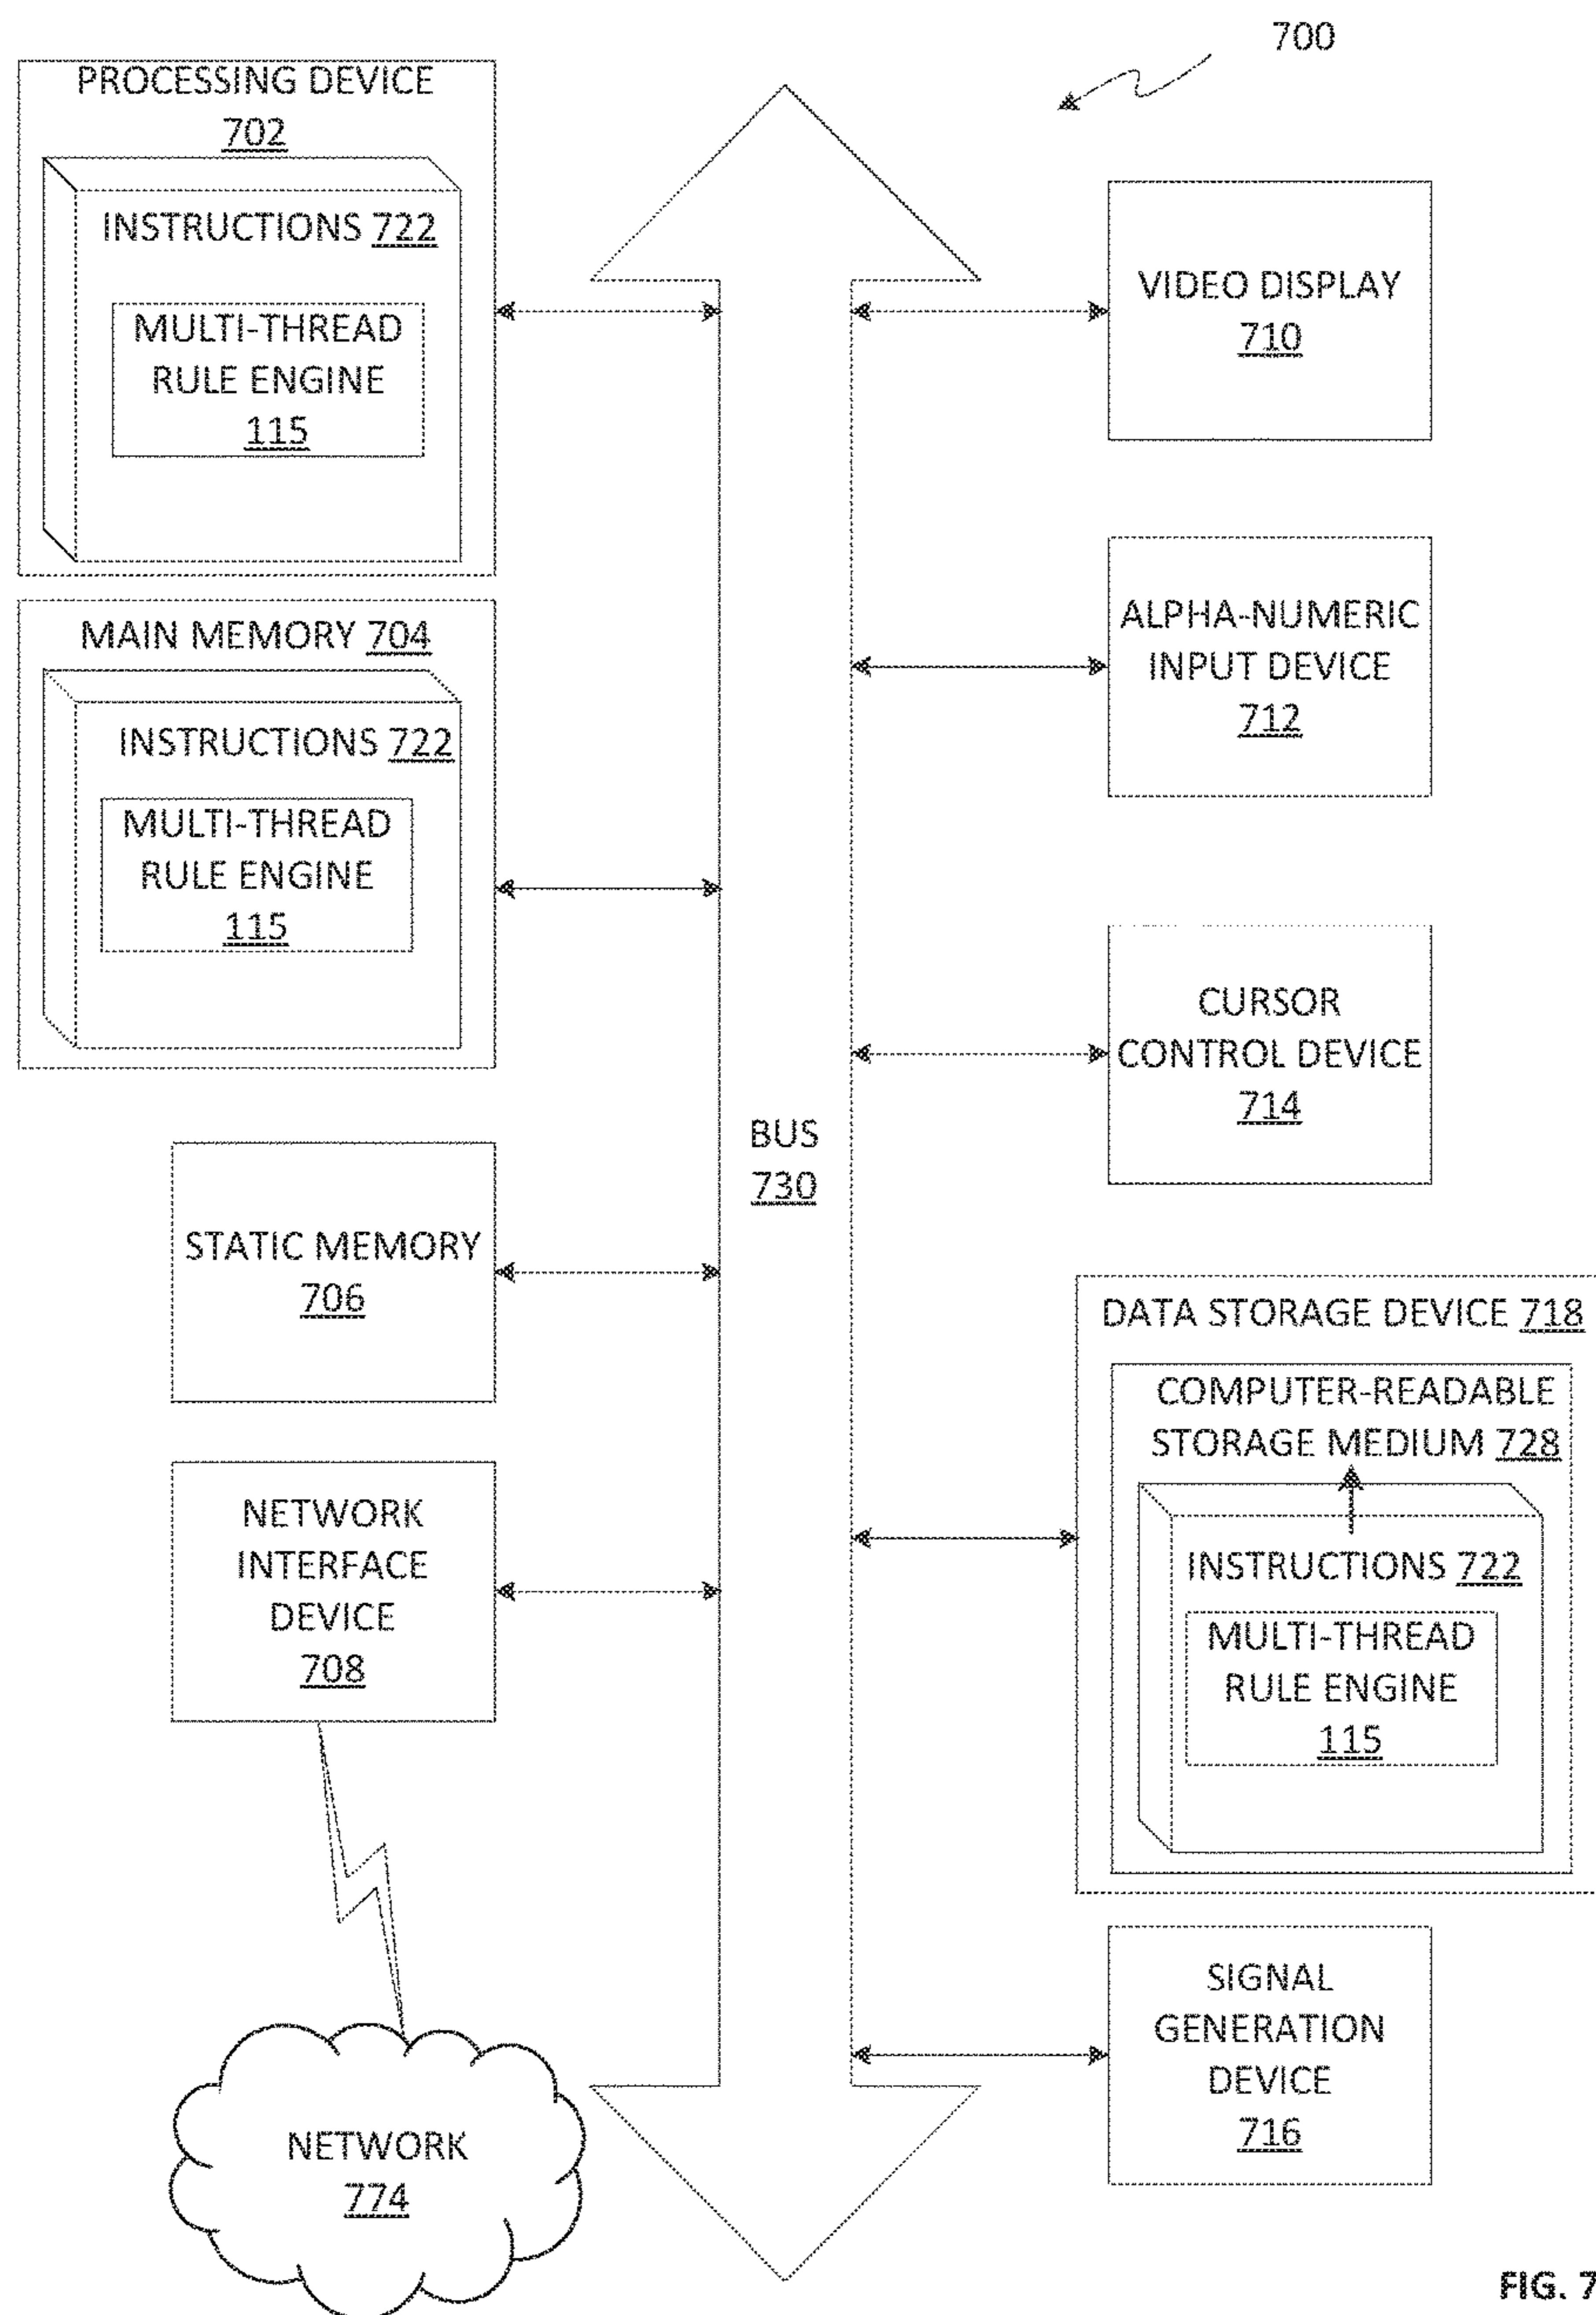 700
PROCESSING DEVICE
702
INSTRUCTIONS 722
MULTI-THREAD
RULE ENGINE
115
MAIN MEMORY 704
INSTRUCTIONS 722
MULTI-THREAD
RULE ENGINE
115
STATIC MEMORY
706
NETWORK
INTERFACE
DEVICE
708
NETWORK
774
BUS
730
VIDEO DISPLAY
710
ALPHA-NUMERIC
INPUT DEVICE
712
CURSOR
CONTROL DEVICE
714
DATA STORAGE DEVICE 718
COMPUTER-READABLE
STORAGE MEDIUM 728
INSTRUCTIONS 722
MULTI-THREAD
RULE ENGINE
115
SIGNAL
GENERATION
DEVICE
716
FIG. 7